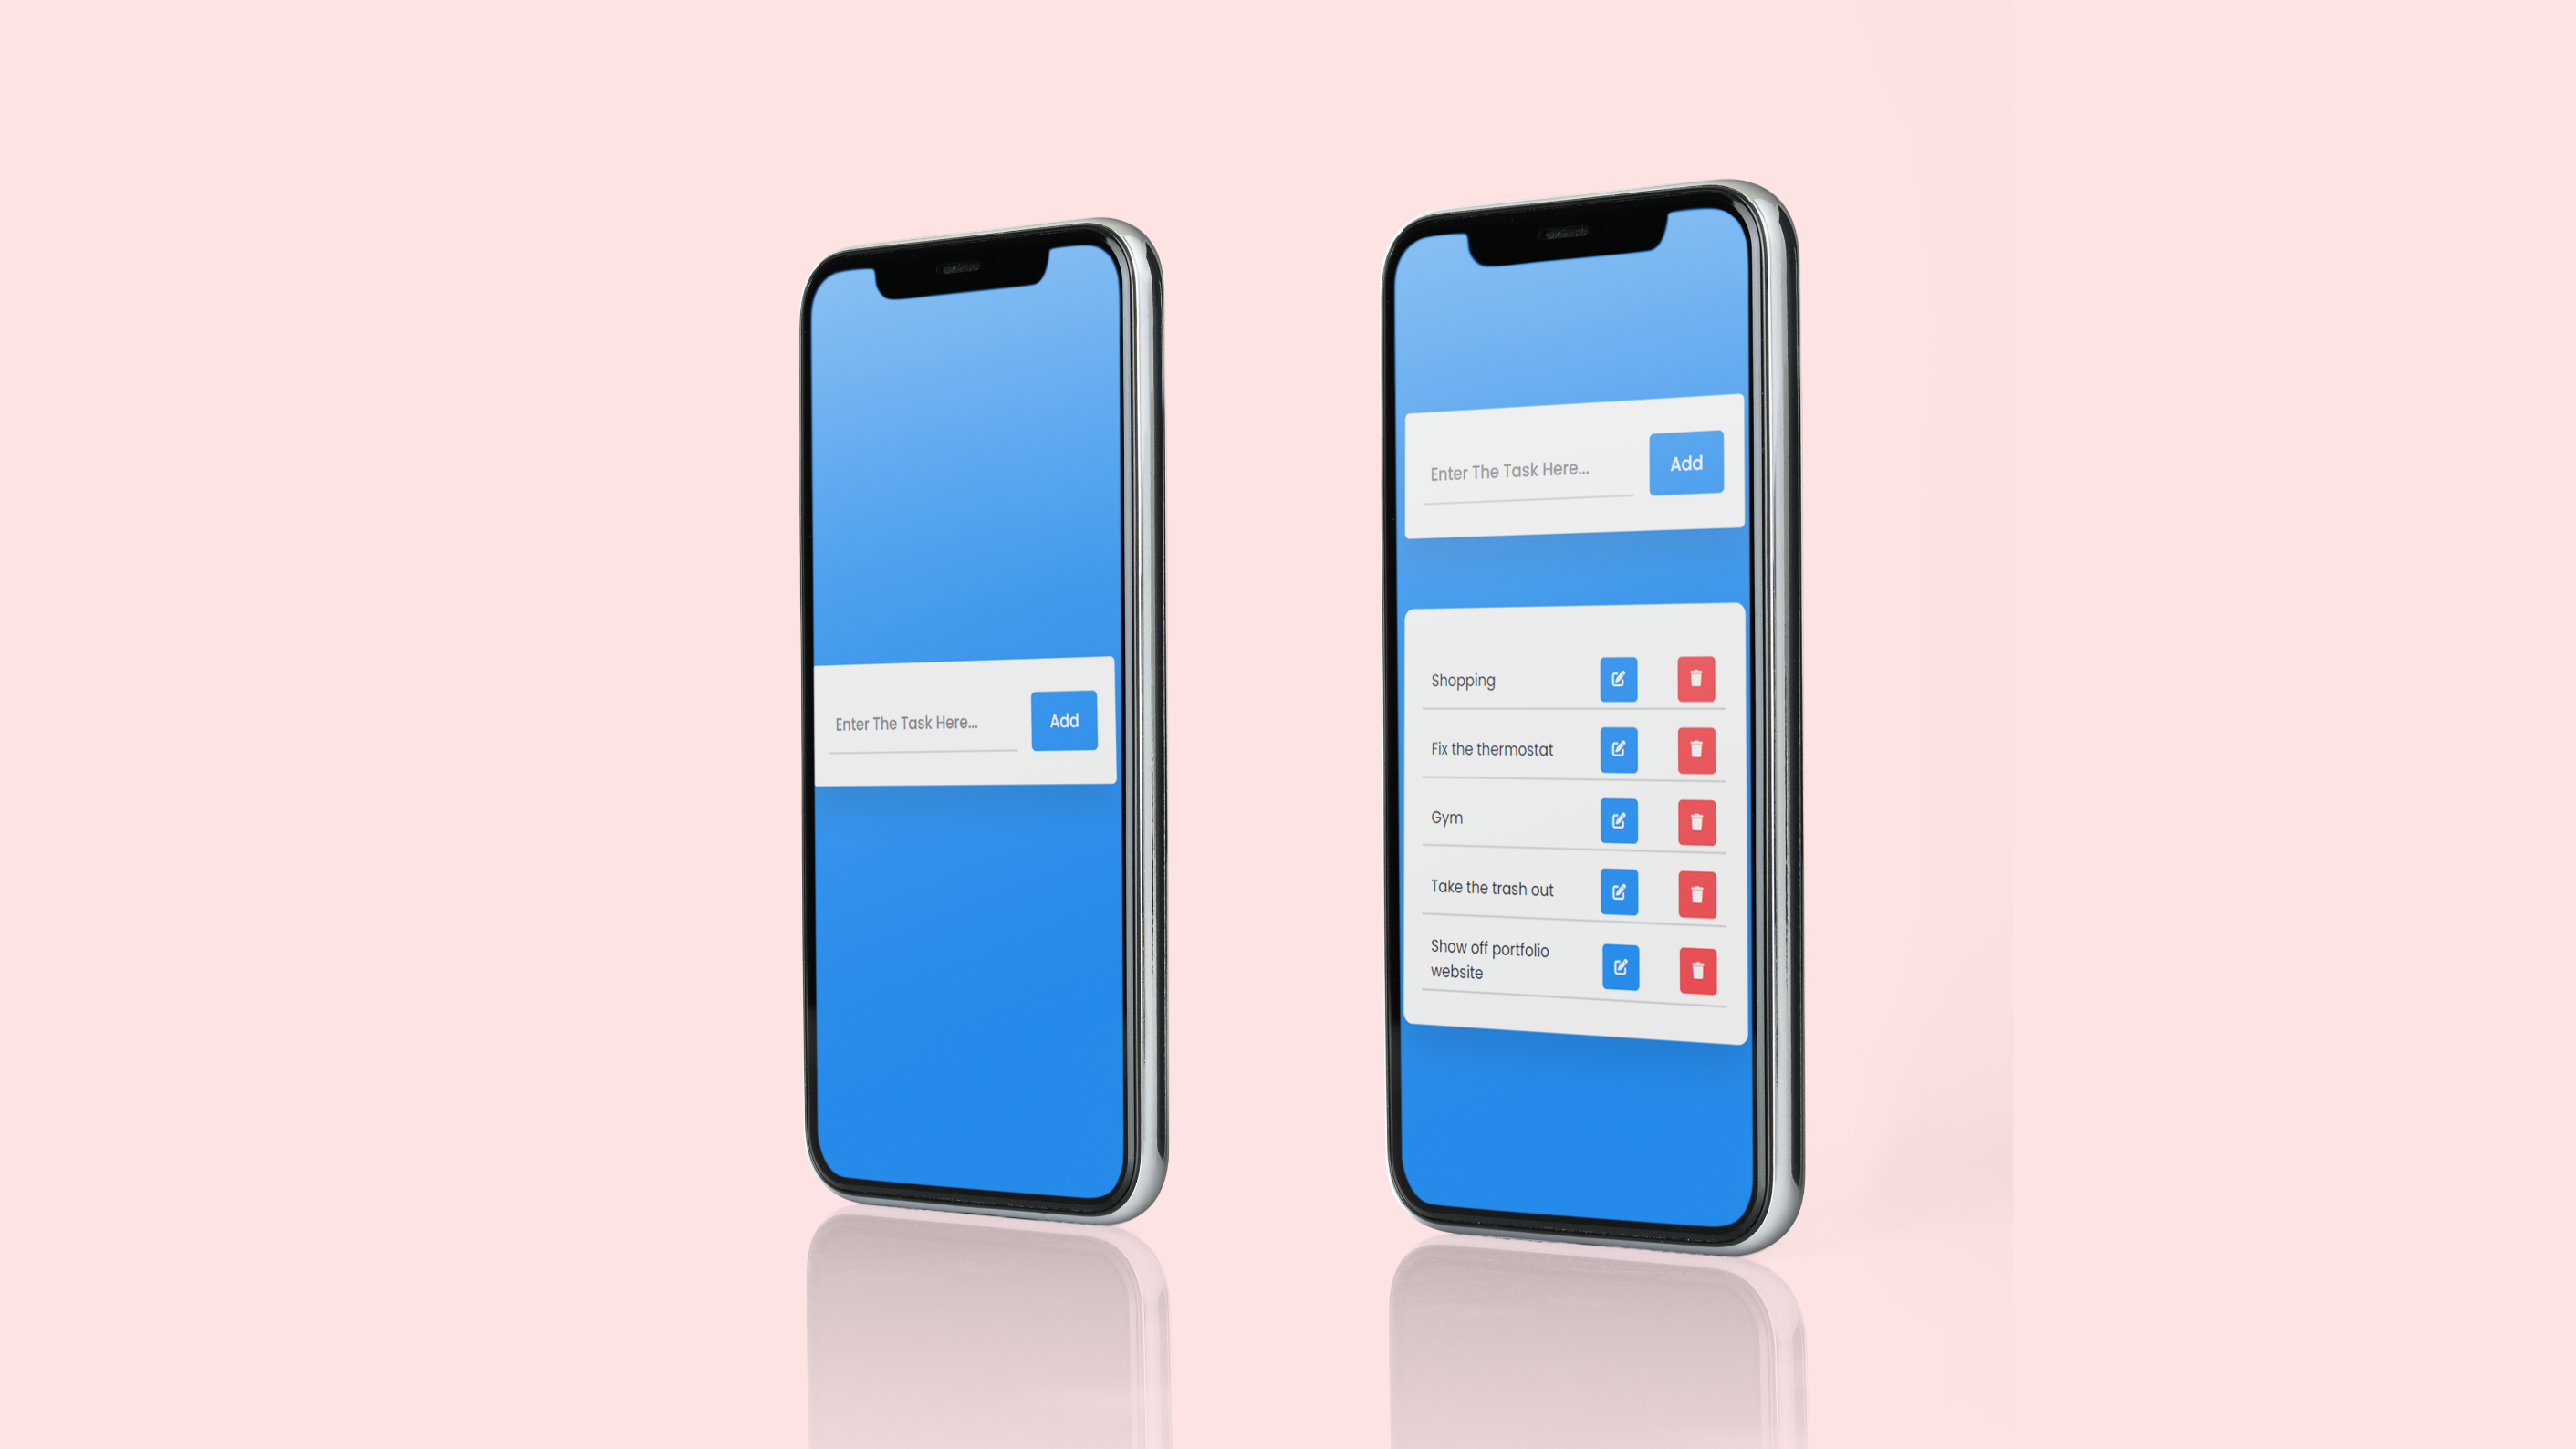 Enter The Task Here...
Add
Enter The Task Here...
Add
Shopping
Fix the thermostat
Gym
Take the trash out
Show off portfolio
website